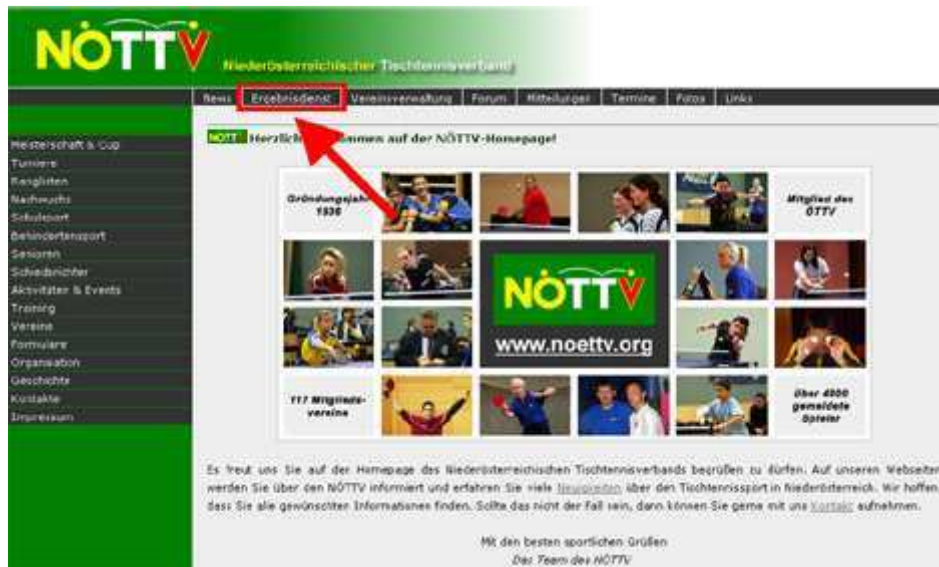 NÖTTV
Niederösterreichischer Tischtennisverband
News Ergebnisdienst Vereinsverwaltung Forum Mitteilungen Termine Fotos Links
Meisterschaft & Cup
Turniere
Ranglisten
Nachwuchs
Schulsport
Behindertensport
Senioren
Schiedsrichter
Aktivitäten & Events
Training
Vereine
Formulare
Organisation
Geschichte
Kontakte
Impressum
NÖTTV Herzlich ommen auf der NÖTTV-Homepage!
Gründungsjahr
1936
Mitglied des
ÖTTV
NÖTTV
www.noettv.org
117 Mitglieds-
vereine
über 4000
gemeldete
Spieler
Es freut uns Sie auf der Homepage des Niederösterreichischen Tischtennisverbands begrüßen zu dürfen. Auf unseren Webseiten
werden Sie über den NÖTTV informiert und erfahren Sie viele Neuigkeiten über den Tischtennissport in Niederösterreich. Wir hoffen,
dass Sie alle gewünschten Informationen finden. Sollte das nicht der Fall sein, dann können Sie gerne mit uns Kontakt aufnehmen.
Mit den besten sportlichen Grüßen
Das Team des NÖTTV